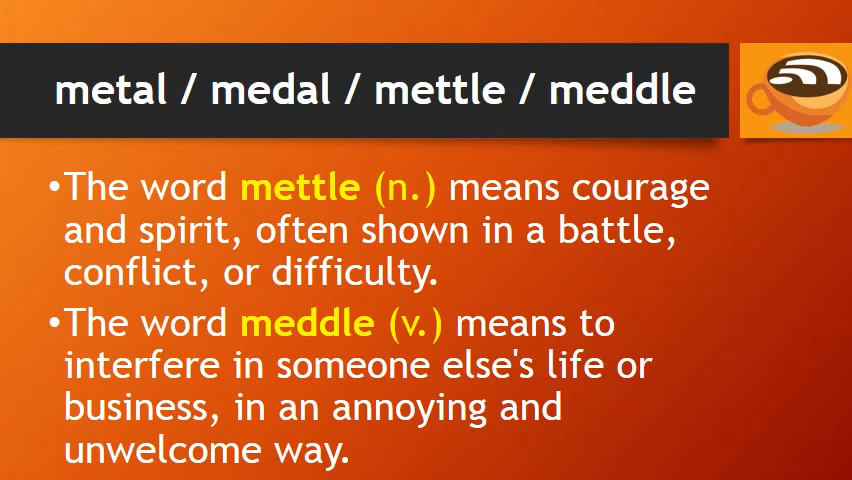 metal / medal / mettle / meddle
•The word mettle (n.) means courage
and spirit, often shown in a battle,
conflict, or difficulty.
•The word meddle (v.) means to
interfere in someone else's life or
business, in an annoying and
unwelcome way.